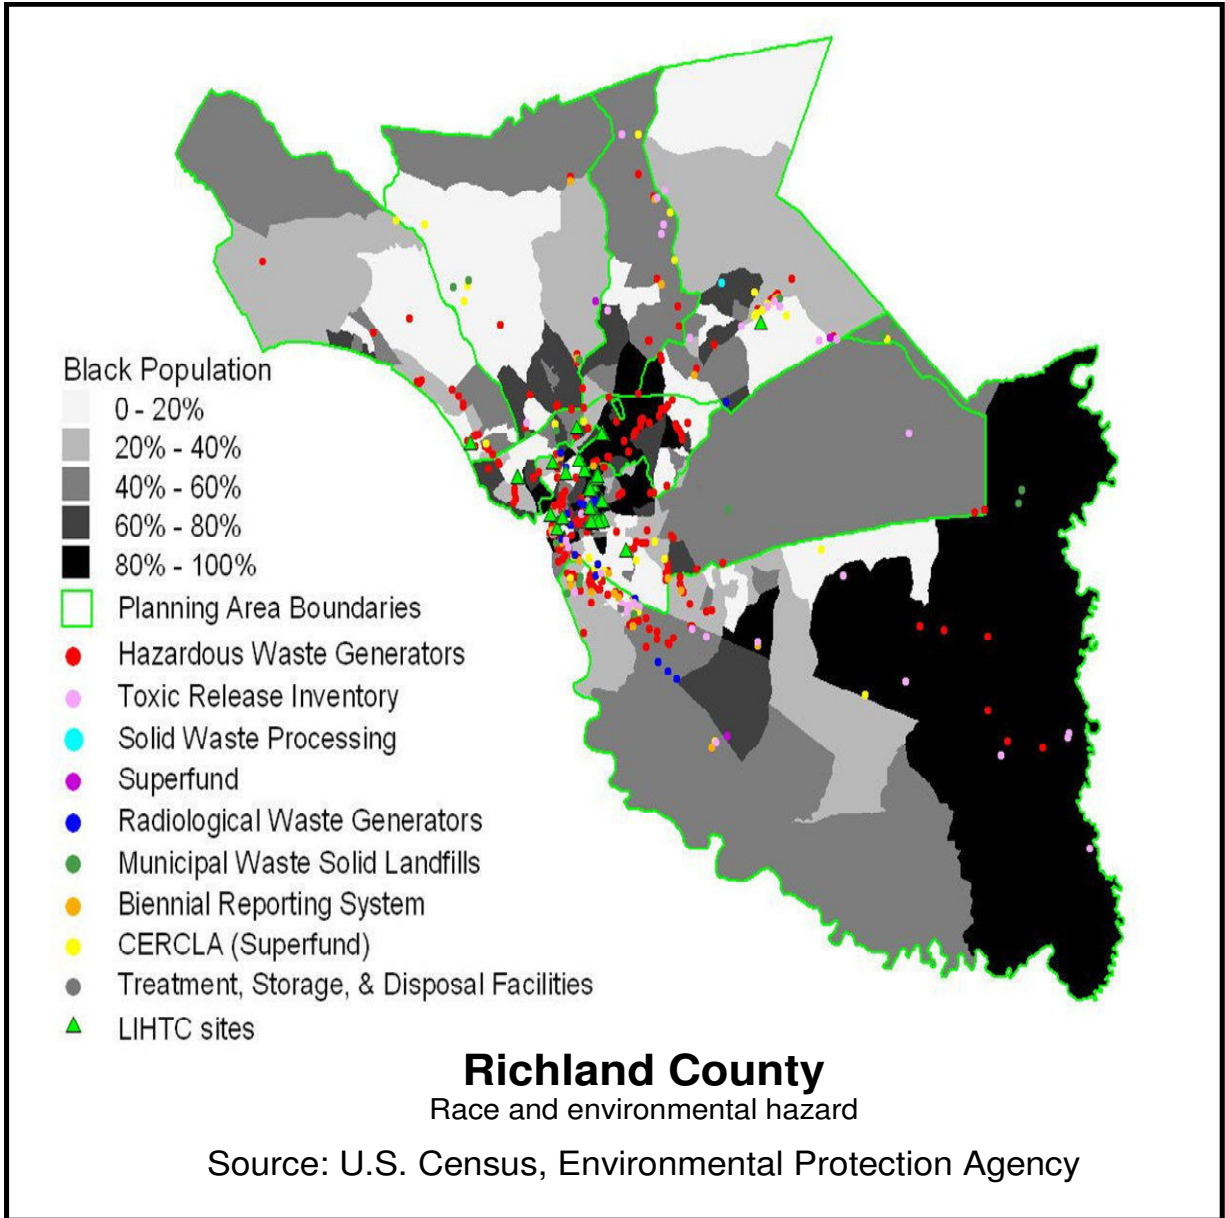 Black Population
0 - 20%
20% - 40%
40% - 60%
60% - 80%
80% - 100%
Planning Area Boundaries
Hazardous Waste Generators
Toxic Release Inventory
Solid Waste Processing
Superfund
Radiological Waste Generators
Municipal Waste Solid Landfills
Biennial Reporting System
CERCLA (Superfund)
Treatment, Storage, & Disposal Facilities
LIHTC sites
Richland County
Race and environmental hazard
Source: U.S. Census, Environmental Protection Agency